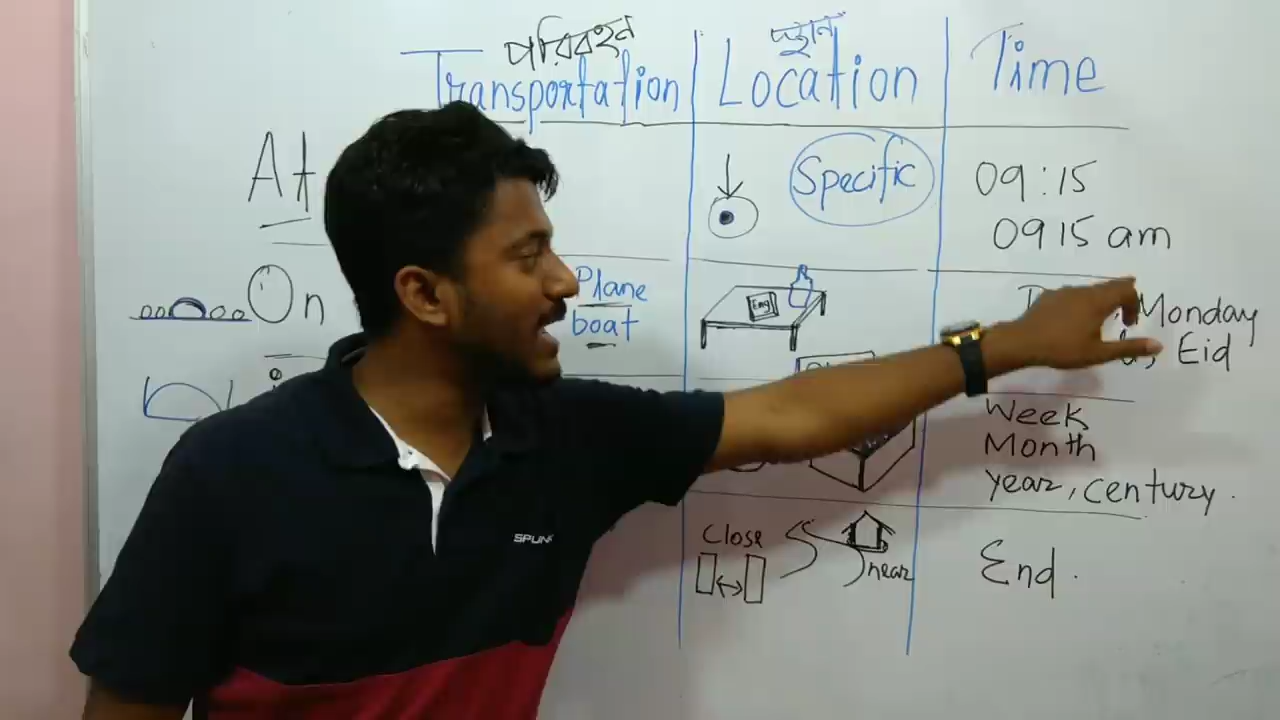 পরিবহন
স্থান
Transportation Location Time
At Specific 09:15
0915 am
Plane
On boat Eng Monday
Eid
in Week
Month
year, century.
Close near End.
SPUNK